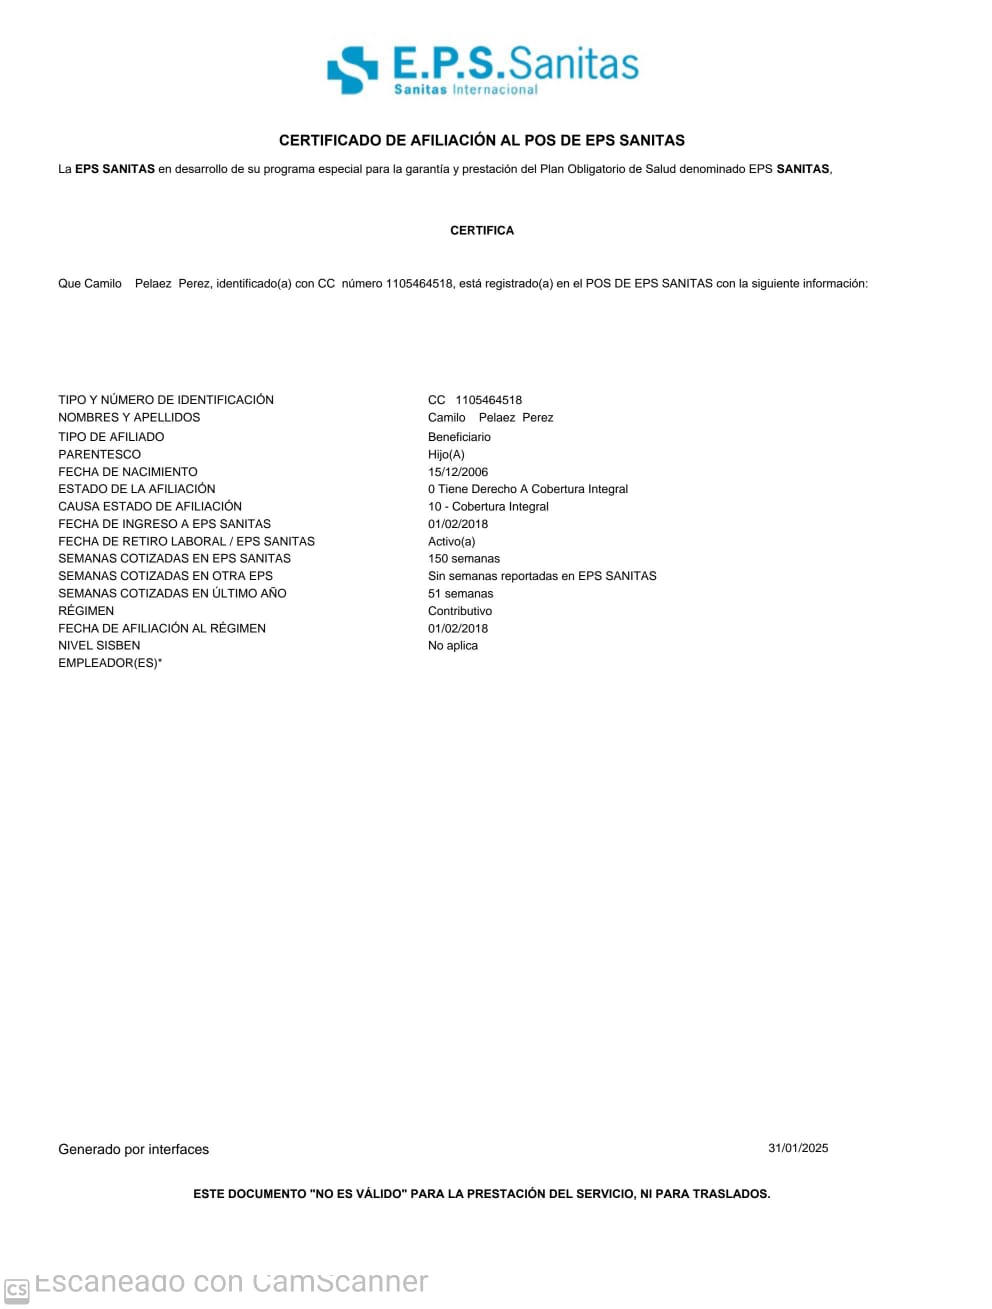 E.P.S.Sanitas
Sanitas Internacional
CERTIFICADO DE AFILIACIÓN AL POS DE EPS SANITAS
La EPS SANITAS en desarrollo de su programa especial para la garantía y prestación del Plan Obligatorio de Salud denominado EPS SANITAS,
CERTIFICA
Que Camilo Pelaez Perez, identificado(a) con CC número 1105464518, está registrado(a) en el POS DE EPS SANITAS con la siguiente información:
TIPO Y NÚMERO DE IDENTIFICACIÓN CC 1105464518
NOMBRES Y APELLIDOS Camilo Pelaez Perez
TIPO DE AFILIADO Beneficiario
PARENTESCO Hijo(A)
FECHA DE NACIMIENTO 15/12/2006
ESTADO DE LA AFILIACIÓN 0 Tiene Derecho A Cobertura Integral
CAUSA ESTADO DE AFILIACIÓN 10 - Cobertura Integral
FECHA DE INGRESO A EPS SANITAS 01/02/2018
FECHA DE RETIRO LABORAL / EPS SANITAS Activo(a)
SEMANAS COTIZADAS EN EPS SANITAS 150 semanas
SEMANAS COTIZADAS EN OTRA EPS Sin semanas reportadas en EPS SANITAS
SEMANAS COTIZADAS EN ÚLTIMO AÑO 51 semanas
RÉGIMEN Contributivo
FECHA DE AFILIACIÓN AL RÉGIMEN 01/02/2018
NIVEL SISBEN No aplica
EMPLEADOR(ES)*
Generado por interfaces 31/01/2025
ESTE DOCUMENTO "NO ES VÁLIDO" PARA LA PRESTACIÓN DEL SERVICIO, NI PARA TRASLADOS.
CS Escaneado con CamScanner